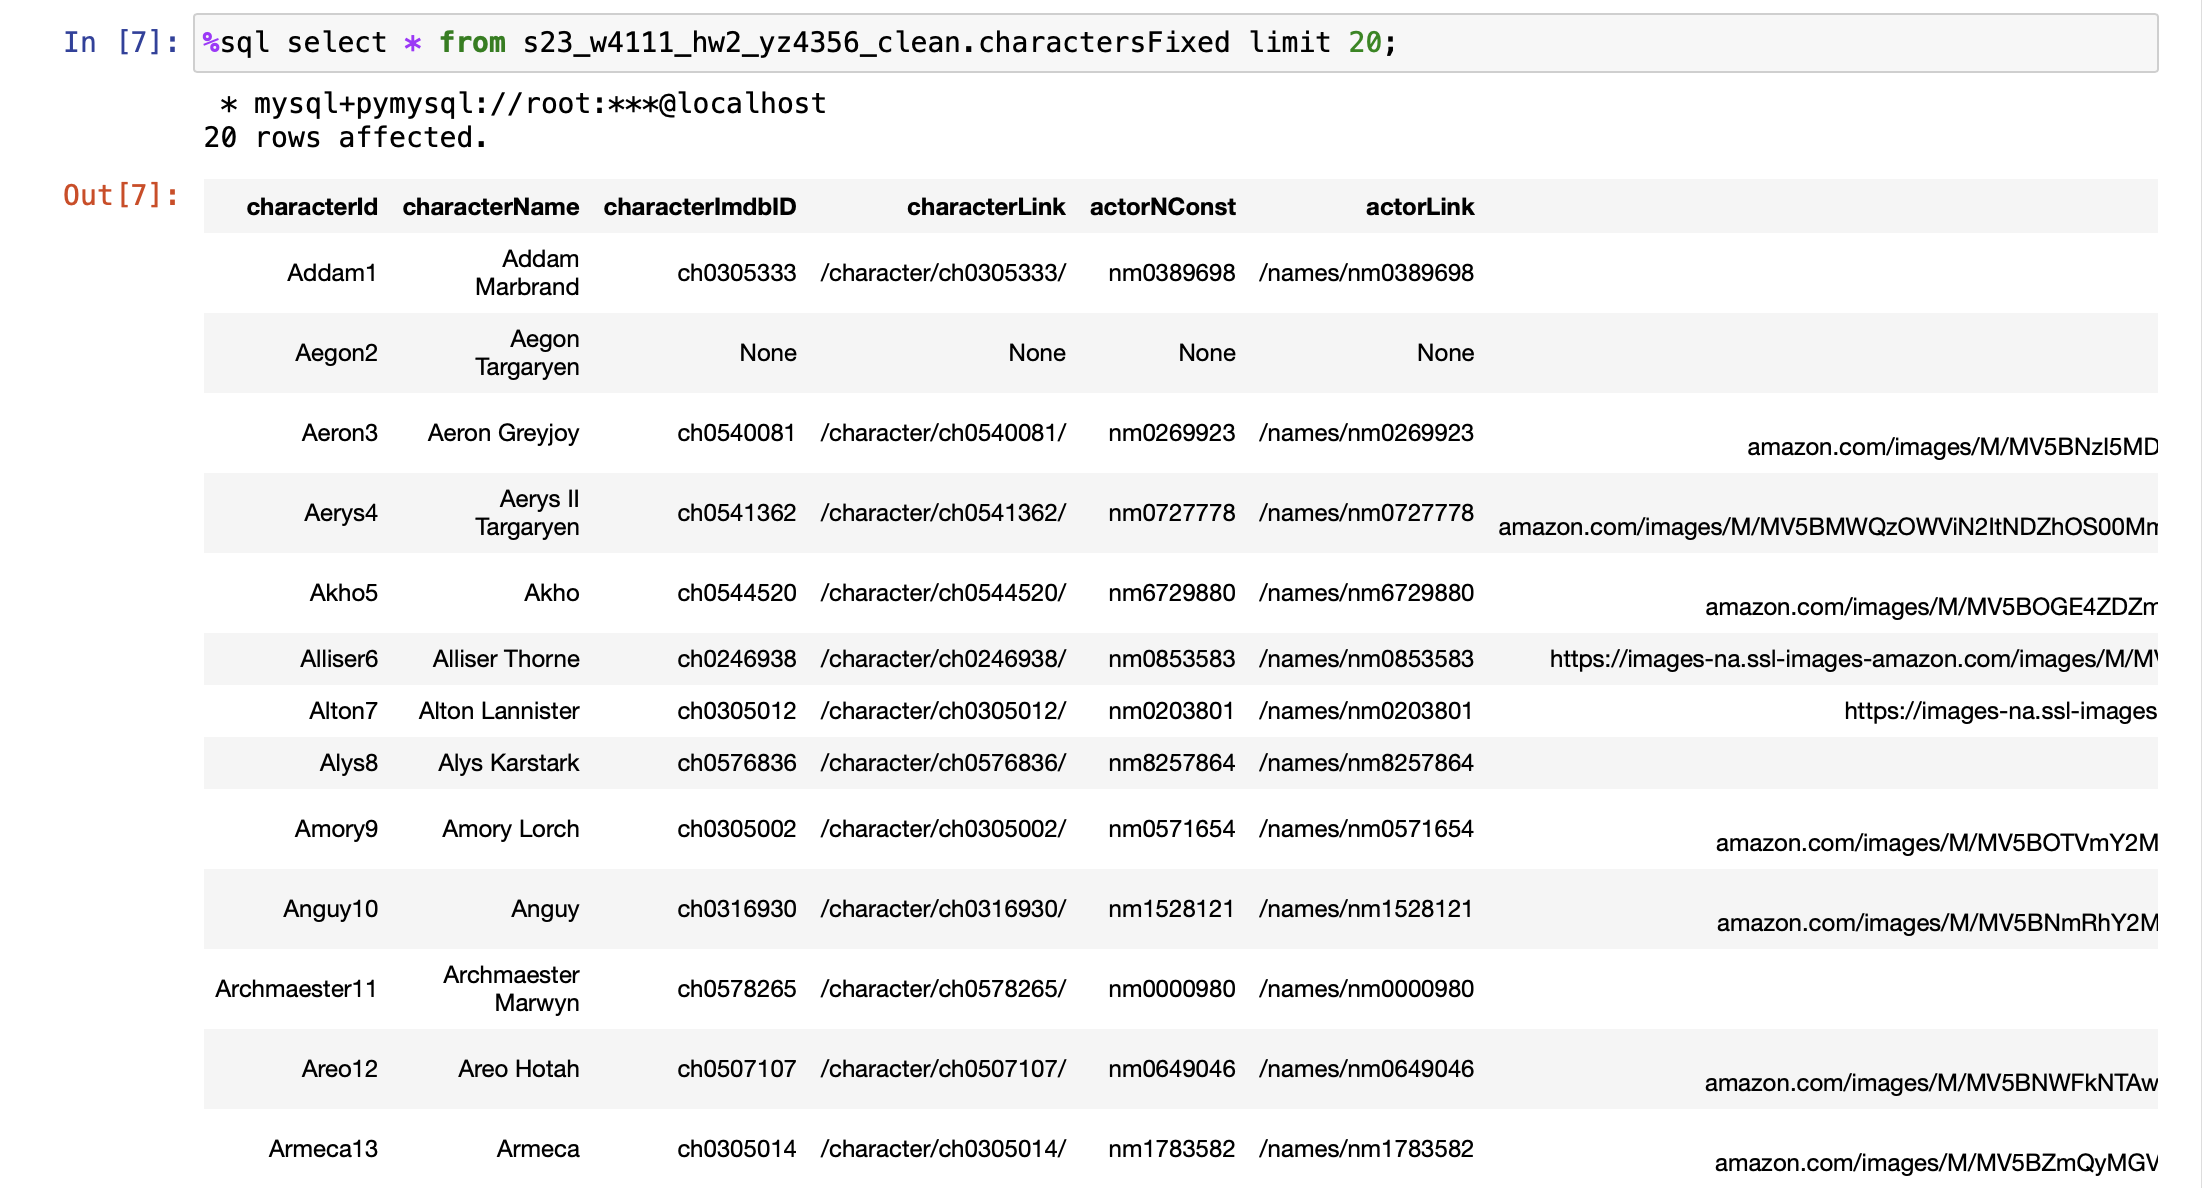 In [7]: %sql select * from s23_w4111_hw2_yz4356_clean.charactersFixed limit 20;
* mysql+pymysql://root:***@localhost
20 rows affected.
Out[7]:
characterId characterName characterImdbID characterLink actorNConst actorLink
Addam1 Addam Marbrand ch0305333 /character/ch0305333/ nm0389698 /names/nm0389698
Aegon2 Aegon Targaryen None None None None
Aeron3 Aeron Greyjoy ch0540081 /character/ch0540081/ nm0269923 /names/nm0269923 amazon.com/images/M/MV5BNzI5MD
Aerys4 Aerys II Targaryen ch0541362 /character/ch0541362/ nm0727778 /names/nm0727778 amazon.com/images/M/MV5BMWQzOWViN2ItNDZhOS00Mm
Akho5 Akho ch0544520 /character/ch0544520/ nm6729880 /names/nm6729880 amazon.com/images/M/MV5BOGE4ZDZm
Alliser6 Alliser Thorne ch0246938 /character/ch0246938/ nm0853583 /names/nm0853583 https://images-na.ssl-images-amazon.com/images/M/MV
Alton7 Alton Lannister ch0305012 /character/ch0305012/ nm0203801 /names/nm0203801 https://images-na.ssl-images
Alys8 Alys Karstark ch0576836 /character/ch0576836/ nm8257864 /names/nm8257864
Amory9 Amory Lorch ch0305002 /character/ch0305002/ nm0571654 /names/nm0571654 amazon.com/images/M/MV5BOTVmY2M
Anguy10 Anguy ch0316930 /character/ch0316930/ nm1528121 /names/nm1528121 amazon.com/images/M/MV5BNmRhY2M
Archmaester11 Archmaester Marwyn ch0578265 /character/ch0578265/ nm0000980 /names/nm0000980
Areo12 Areo Hotah ch0507107 /character/ch0507107/ nm0649046 /names/nm0649046 amazon.com/images/M/MV5BNWFkNTAw
Armeca13 Armeca ch0305014 /character/ch0305014/ nm1783582 /names/nm1783582 amazon.com/images/M/MV5BZmQyMGV